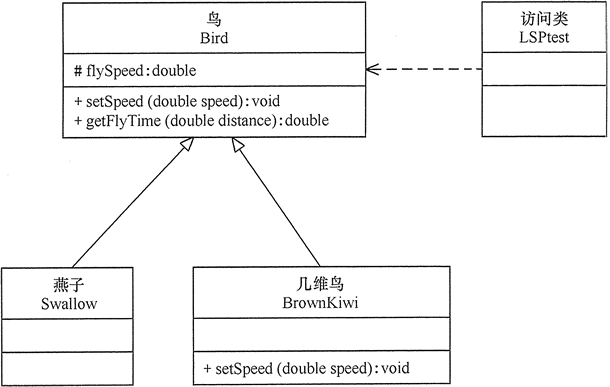 鸟
Bird
# flySpeed:double
+ setSpeed (double speed):void
+ getFlyTime (double distance):double
访问类
LSPtest
燕子
Swallow
几维鸟
BrownKiwi
+ setSpeed (double speed):void